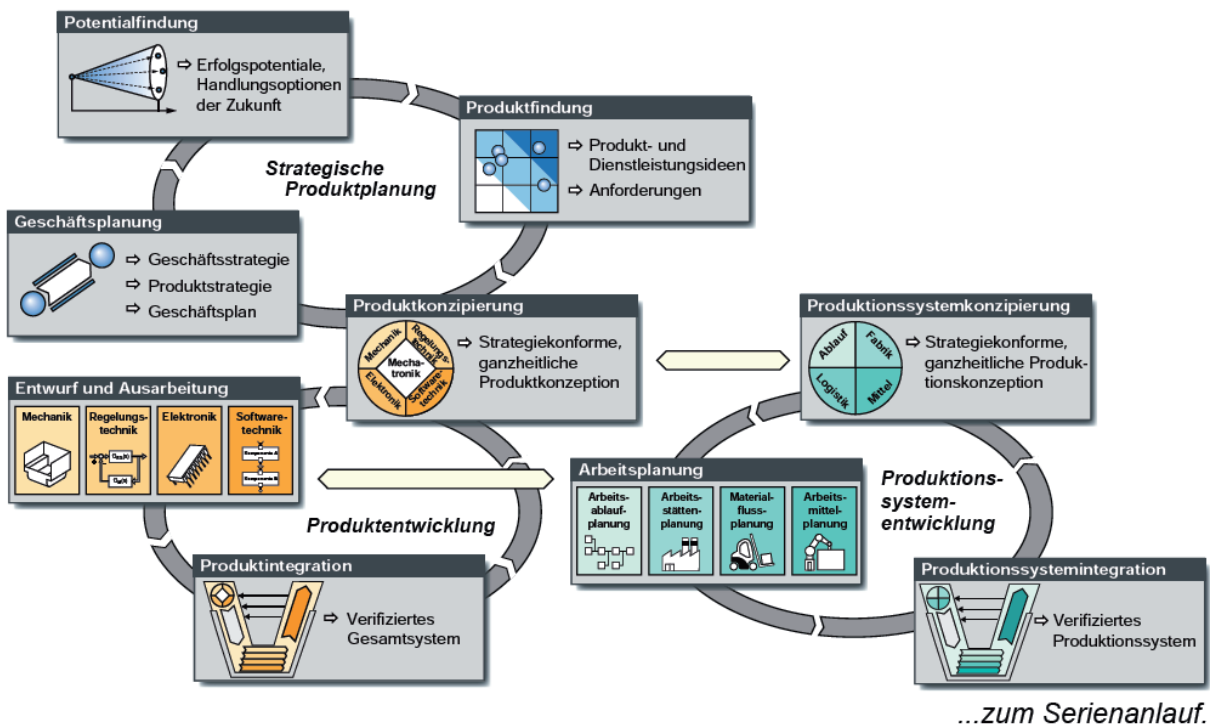 Potentialfindung
Erfolgspotentiale,
Handlungsoptionen
der Zukunft
Produktfindung
Produkt- und
Dienstleistungsideen
Anforderungen
Strategische
Produktplanung
Geschäftsplanung
Geschäftsstrategie
Produktstrategie
Geschäftsplan
Produktkonzipierung
Mechanik
Regelungs-
technik
Mecha-
tronik
Elektronik
Software-
technik
Strategiekonforme,
ganzheitliche
Produktkonzeption
Produktionssystemkonzipierung
Ablauf
Fabrik
Logistik
Mittel
Strategiekonforme,
ganzheitliche Produk-
tionskonzeption
Entwurf und Ausarbeitung
Mechanik
Regelungs-
technik
Elektronik
Software-
technik
Komponente A
Komponente B
Produktentwicklung
Arbeitsplanung
Arbeits-
ablauf-
planung
Arbeits-
stätten-
planung
Material-
fluss-
planung
Arbeits-
mittel-
planung
Produktions-
system-
entwicklung
Produktintegration
Verifiziertes
Gesamtsystem
Produktionssystemintegration
Verifiziertes
Produktionssystem
...zum Serienanlauf.